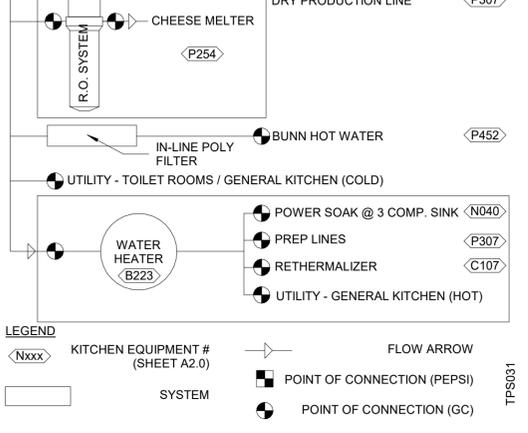 DRY PRODUCTION LINE
P307
CHEESE MELTER
P254
R.O. SYSTEM
BUNN HOT WATER
P452
IN-LINE POLY
FILTER
UTILITY - TOILET ROOMS / GENERAL KITCHEN (COLD)
WATER
HEATER
B223
POWER SOAK @ 3 COMP. SINK
N040
PREP LINES
P307
RETHERMALIZER
C107
UTILITY - GENERAL KITCHEN (HOT)
LEGEND
Nxxx
KITCHEN EQUIPMENT #
(SHEET A2.0)
SYSTEM
FLOW ARROW
POINT OF CONNECTION (PEPSI)
POINT OF CONNECTION (GC)
TPS031